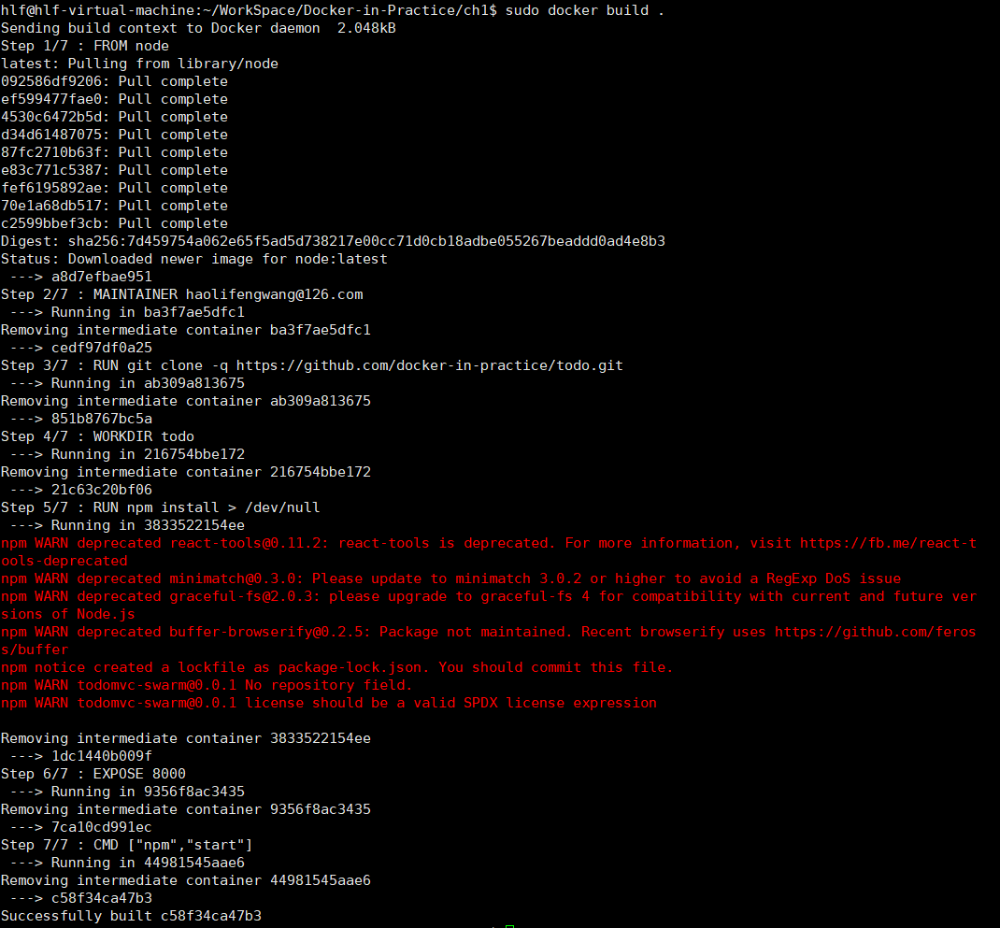 hlf@hlf-virtual-machine:~/WorkSpace/Docker-in-Practice/ch1$ sudo docker build .
Sending build context to Docker daemon  2.048kB
Step 1/7 : FROM node
latest: Pulling from library/node
092586df9206: Pull complete
ef599477fae0: Pull complete
4530c6472b5d: Pull complete
d34d61487075: Pull complete
87fc2710b63f: Pull complete
e83c771c5387: Pull complete
fef6195892ae: Pull complete
70e1a68db517: Pull complete
c2599bbef3cb: Pull complete
Digest: sha256:7d459754a062e65f5ad5d738217e00cc71d0cb18adbe055267beaddd0ad4e8b3
Status: Downloaded newer image for node:latest
 ---> a8d7efbae951
Step 2/7 : MAINTAINER haolifengwang@126.com
 ---> Running in ba3f7ae5dfc1
Removing intermediate container ba3f7ae5dfc1
 ---> cedf97df0a25
Step 3/7 : RUN git clone -q https://github.com/docker-in-practice/todo.git
 ---> Running in ab309a813675
Removing intermediate container ab309a813675
 ---> 851b8767bc5a
Step 4/7 : WORKDIR todo
 ---> Running in 216754bbe172
Removing intermediate container 216754bbe172
 ---> 21c63c20bf06
Step 5/7 : RUN npm install > /dev/null
 ---> Running in 3833522154ee
npm WARN deprecated react-tools@0.11.2: react-tools is deprecated. For more information, visit https://fb.me/react-t
ools-deprecated
npm WARN deprecated minimatch@0.3.0: Please update to minimatch 3.0.2 or higher to avoid a RegExp DoS issue
npm WARN deprecated graceful-fs@2.0.3: please upgrade to graceful-fs 4 for compatibility with current and future ver
sions of Node.js
npm WARN deprecated buffer-browserify@0.2.5: Package not maintained. Recent browserify uses https://github.com/feros
s/buffer
npm notice created a lockfile as package-lock.json. You should commit this file.
npm WARN todomvc-swarm@0.0.1 No repository field.
npm WARN todomvc-swarm@0.0.1 license should be a valid SPDX license expression
Removing intermediate container 3833522154ee
 ---> 1dc1440b009f
Step 6/7 : EXPOSE 8000
 ---> Running in 9356f8ac3435
Removing intermediate container 9356f8ac3435
 ---> 7ca10cd991ec
Step 7/7 : CMD ["npm","start"]
 ---> Running in 44981545aae6
Removing intermediate container 44981545aae6
 ---> c58f34ca47b3
Successfully built c58f34ca47b3